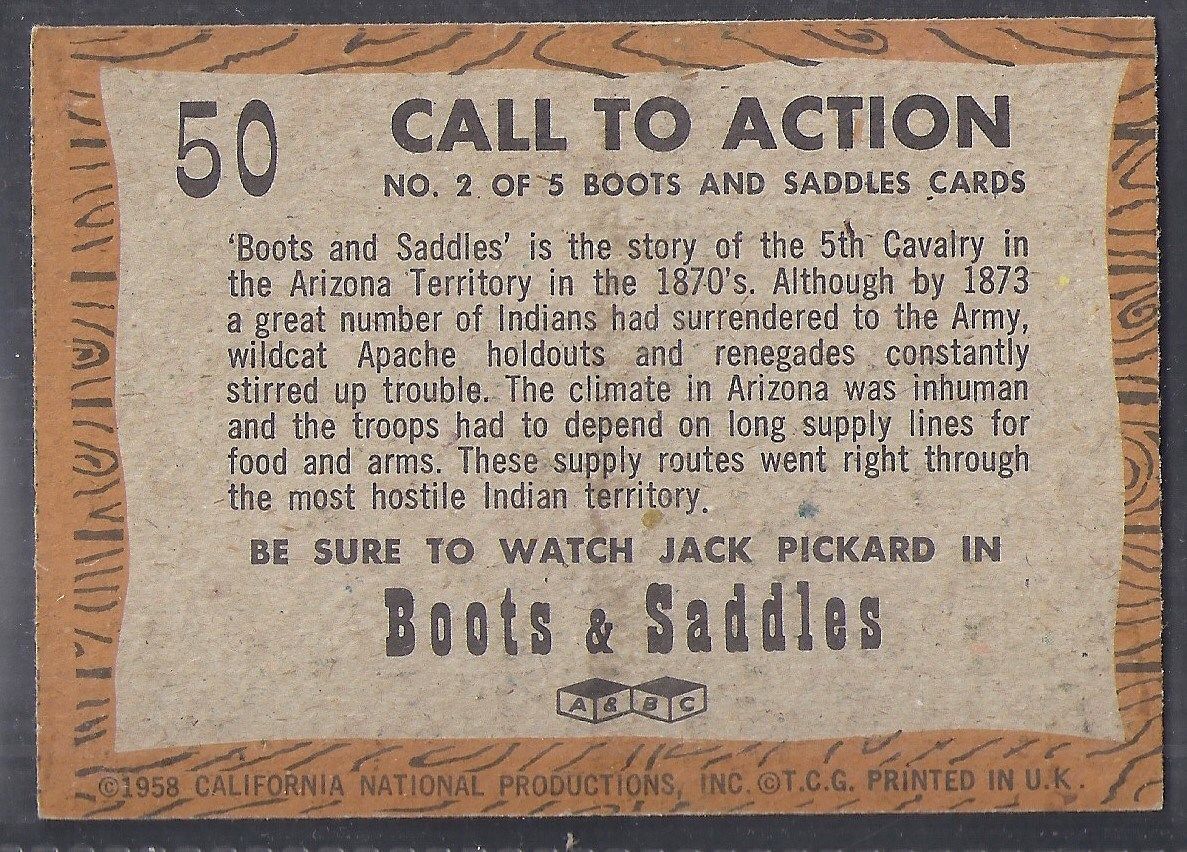 50
CALL TO ACTION
NO. 2 OF 5 BOOTS AND SADDLES CARDS
‘Boots and Saddles’ is the story of the 5th Cavalry in
the Arizona Territory in the 1870's. Although by 1873
a great number of Indians had surrendered to the Army,
wildcat Apache holdouts and renegades constantly
stirred up trouble. The climate in Arizona was inhuman
and the troops had to depend on long supply lines for
food and arms. These supply routes went right through
the most hostile Indian territory.
BE SURE TO WATCH JACK PICKARD IN
Boots & Saddles
A & B C
©1958 CALIFORNIA NATIONAL PRODUCTIONS, INC. ©T.C.G. PRINTED IN U.K.